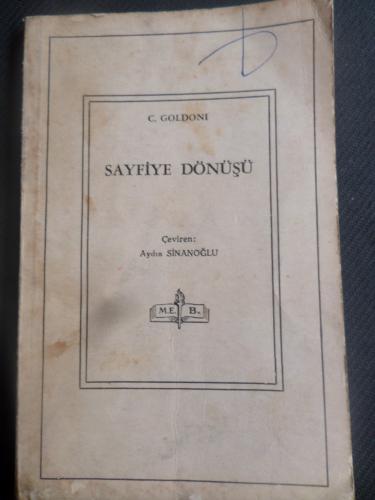 C. GOLDONI
SAYFİYE DÖNÜŞÜ
Çeviren:
Aydın SİNANOĞLU
M.E. B.